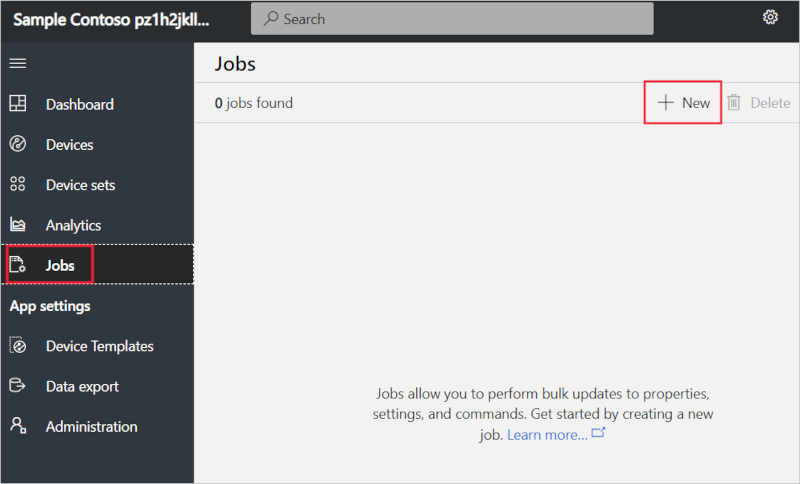 Sample Contoso pz1h2jkll...
Search
Dashboard
Devices
Device sets
Analytics
Jobs
App settings
Device Templates
Data export
Administration
Jobs
0 jobs found
New
Delete
Jobs allow you to perform bulk updates to properties,
settings, and commands. Get started by creating a new
job. Learn more...